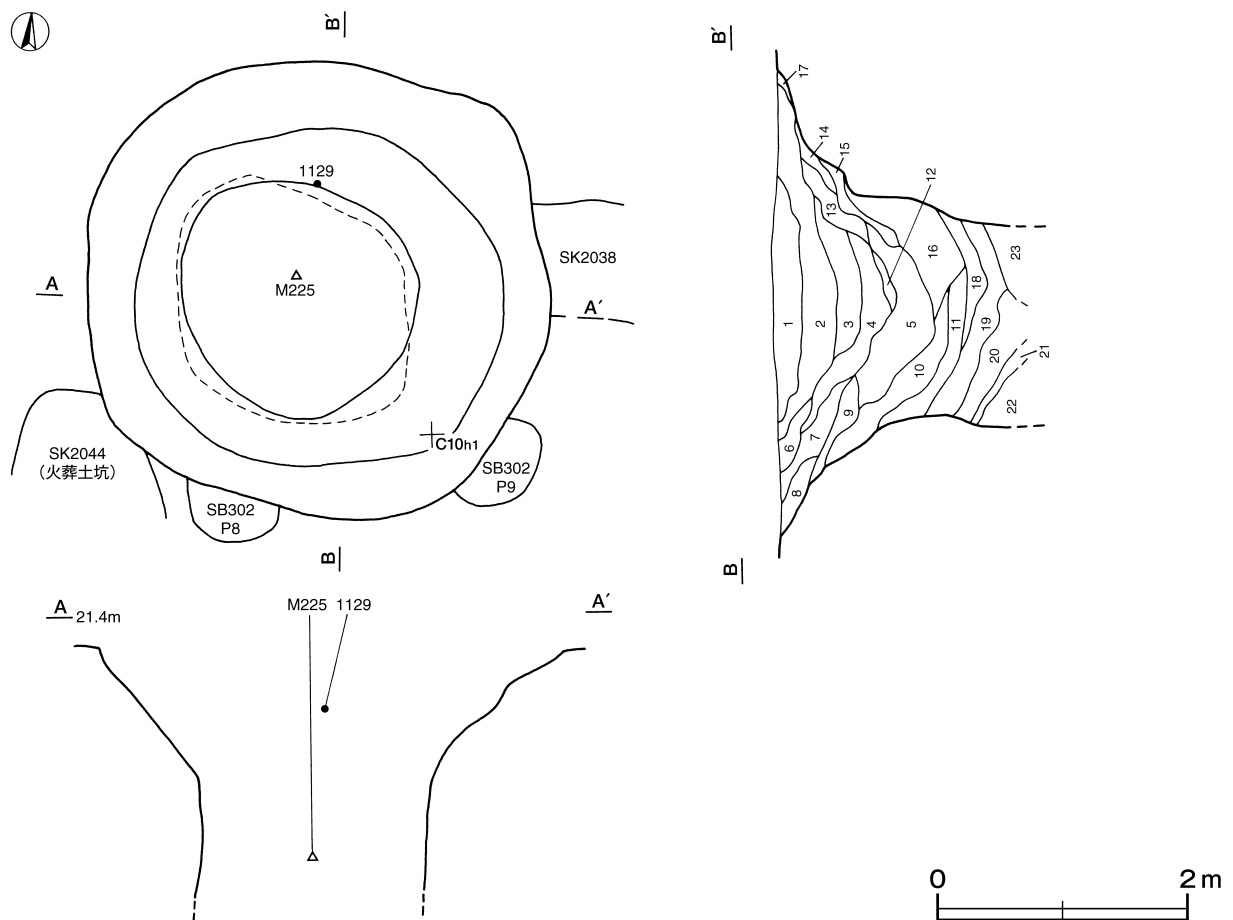 B′
B′
17
1129
14
15
12
13
M225
SK2038
16
23
A
A′
18
1
2
3
4
5
11
19
20
21
10
22
9
C10h1
SK2044
(火葬土坑)
SB302
P9
SB302
P8
6
7
8
B
B
A 21.4m
M225 1129
A′
0 2m